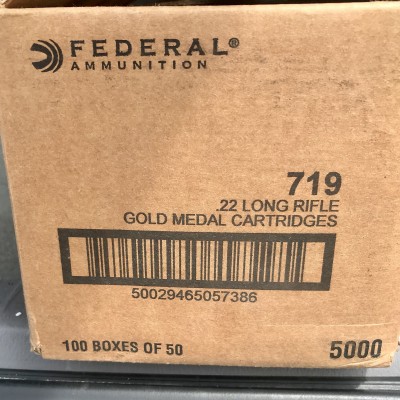 FEDERAL®
AMMUNITION
719
.22 LONG RIFLE
GOLD MEDAL CARTRIDGES
50029465057386
100 BOXES OF 50
5000